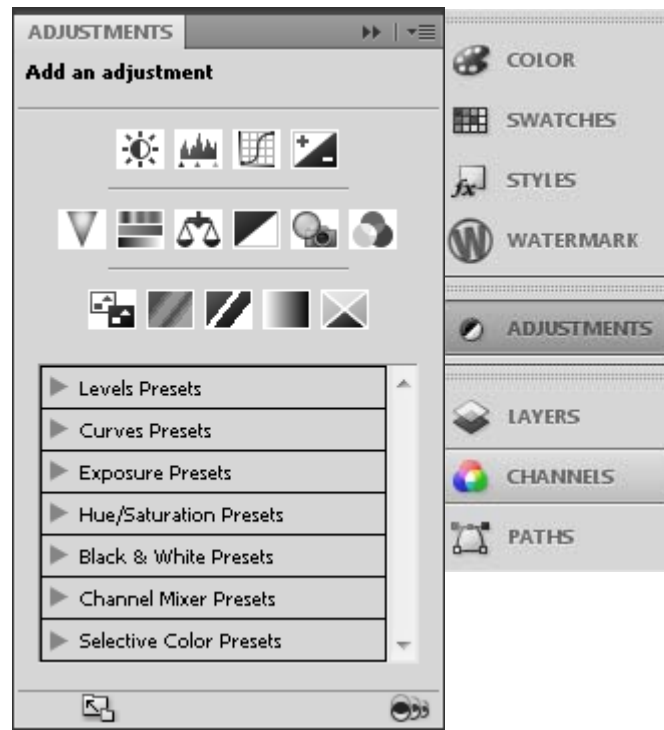 ADJUSTMENTS
Add an adjustment
Levels Presets
Curves Presets
Exposure Presets
Hue/Saturation Presets
Black & White Presets
Channel Mixer Presets
Selective Color Presets
COLOR
SWATCHES
STYLES
WATERMARK
ADJUSTMENTS
LAYERS
CHANNELS
PATHS